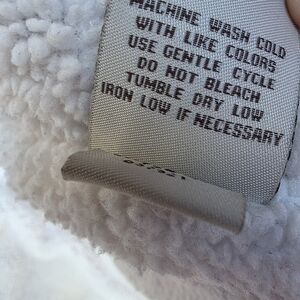 MACHINE WASH COLD
WITH LIKE COLORS
USE GENTLE CYCLE
DO NOT BLEACH
TUMBLE DRY LOW
IRON LOW IF NECESSARY